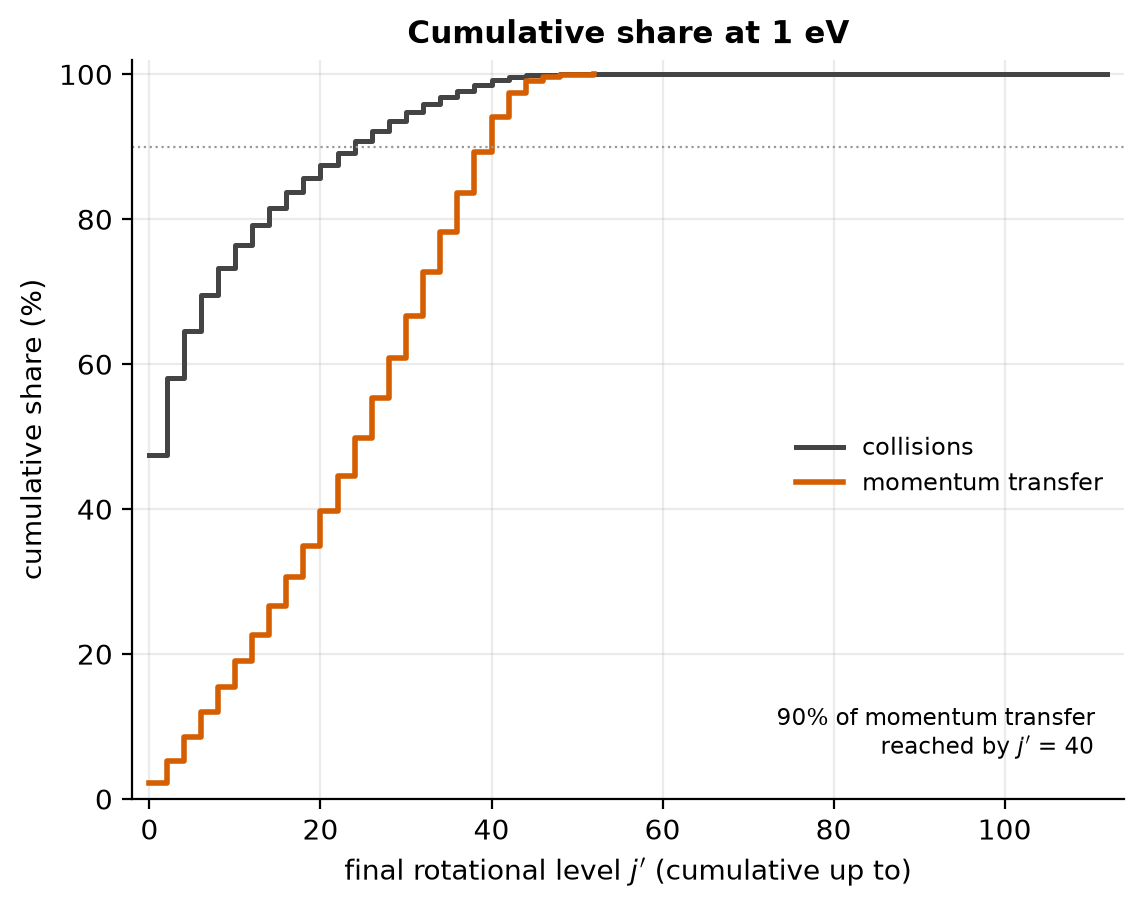 Cumulative share at 1 eV
cumulative share (%)
100
80
60
40
20
0
collisions
momentum transfer
90% of momentum transfer
reached by j′ = 40
0 20 40 60 80 100
final rotational level j′ (cumulative up to)